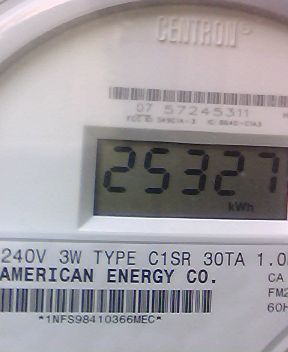 CENTRON®
07 57245311
25327
kWh
240V 3W TYPE C1SR 30TA 1.0
AMERICAN ENERGY CO.
CA
FM2
60H
*1NFS98410366MEC*